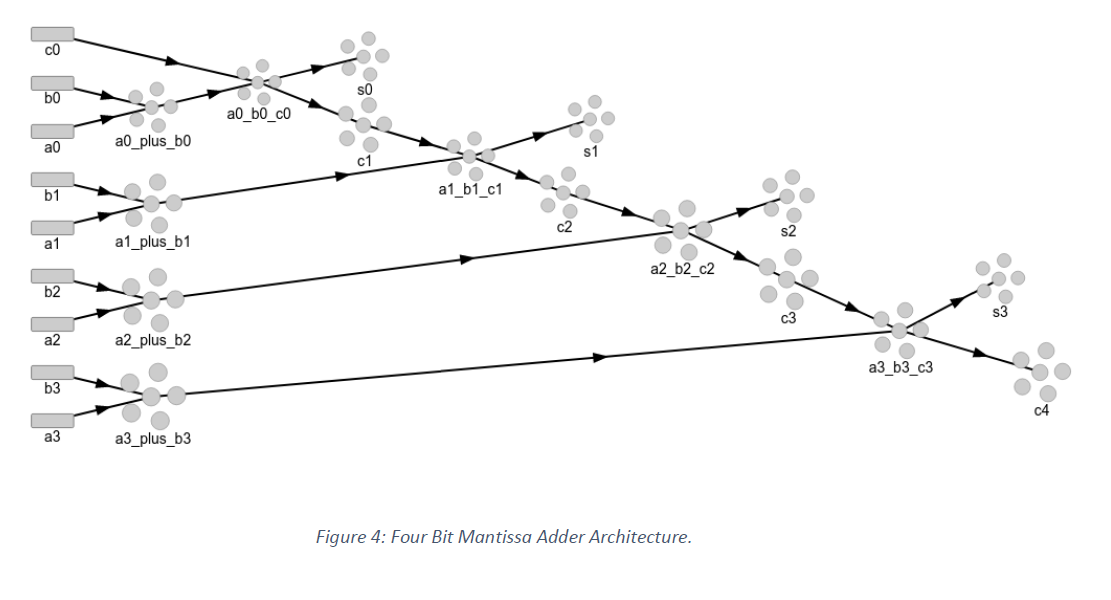 c0
s0
b0
a0_b0_c0
a0
a0_plus_b0
s1
c1
b1
a1_b1_c1
c2
s2
a1
a1_plus_b1
a2_b2_c2
b2
c3
s3
a2
a2_plus_b2
a3_b3_c3
b3
c4
a3
a3_plus_b3
Figure 4: Four Bit Mantissa Adder Architecture.